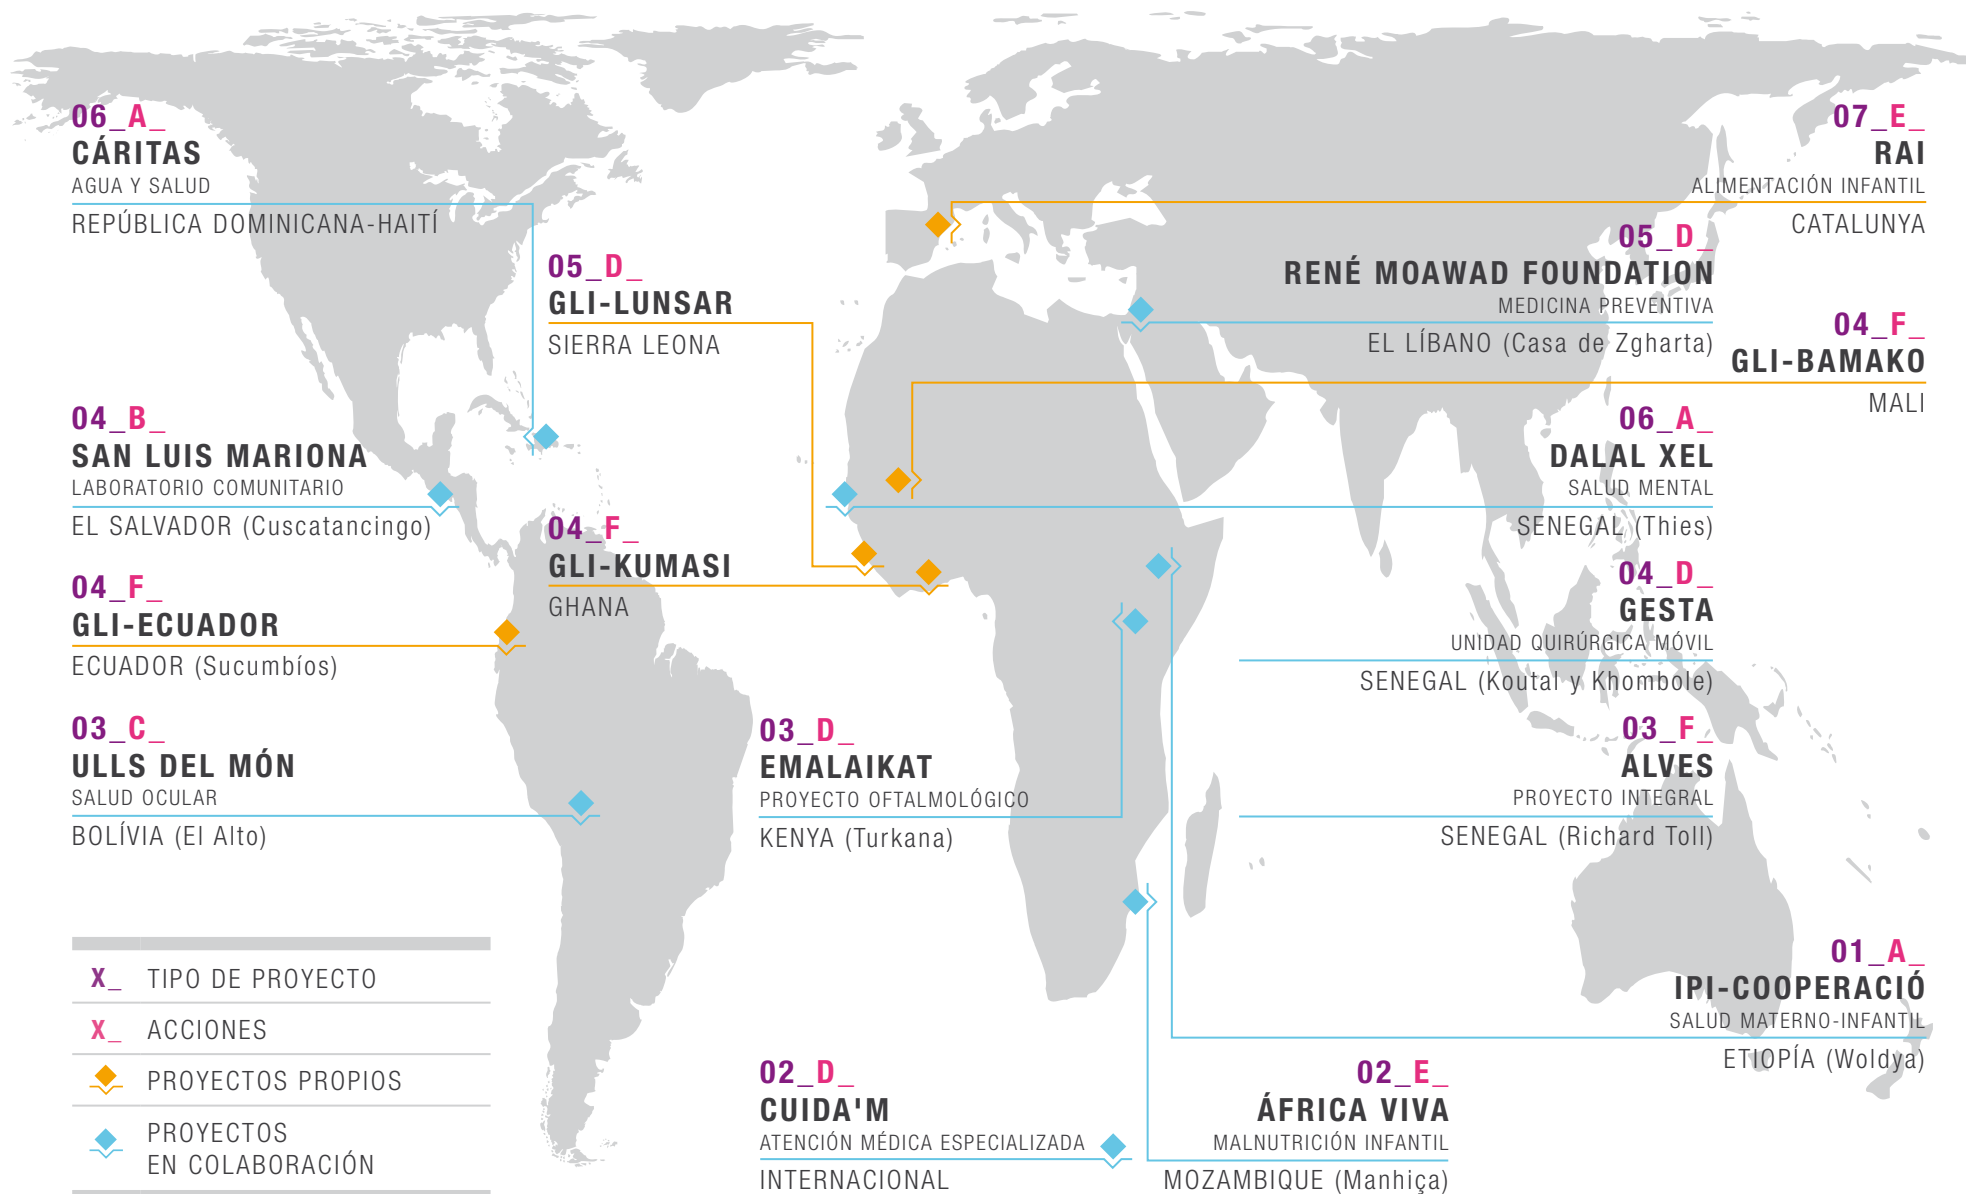 06_A_
CÁRITAS
AGUA Y SALUD
REPÚBLICA DOMINICANA-HAITÍ
04_B_
SAN LUIS MARIONA
LABORATORIO COMUNITARIO
EL SALVADOR (Cuscatancingo)
04_F_
GLI-ECUADOR
ECUADOR (Sucumbíos)
03_C_
ULLS DEL MÓN
SALUD OCULAR
BOLÍVIA (El Alto)
05_D_
GLI-LUNSAR
SIERRA LEONA
04_F_
GLI-KUMASI
GHANA
03_D_
EMALAIKAT
PROYECTO OFTALMOLÓGICO
KENYA (Turkana)
02_D_
CUIDA'M
ATENCIÓN MÉDICA ESPECIALIZADA
INTERNACIONAL
02_E_
ÁFRICA VIVA
MALNUTRICIÓN INFANTIL
MOZAMBIQUE (Manhiça)
07_E_
RAI
ALIMENTACIÓN INFANTIL
CATALUNYA
05_D_
RENÉ MOAWAD FOUNDATION
MEDICINA PREVENTIVA
EL LÍBANO (Casa de Zgharta)
04_F_
GLI-BAMAKO
MALI
06_A_
DALAL XEL
SALUD MENTAL
SENEGAL (Thies)
04_D_
GESTA
UNIDAD QUIRÚRGICA MÓVIL
SENEGAL (Koutal y Khombole)
03_F_
ALVES
PROYECTO INTEGRAL
SENEGAL (Richard Toll)
01_A_
IPI-COOPERACIÓ
SALUD MATERNO-INFANTIL
ETIOPÍA (Woldya)
X_ TIPO DE PROYECTO
X_ ACCIONES
PROYECTOS PROPIOS
PROYECTOS
EN COLABORACIÓN